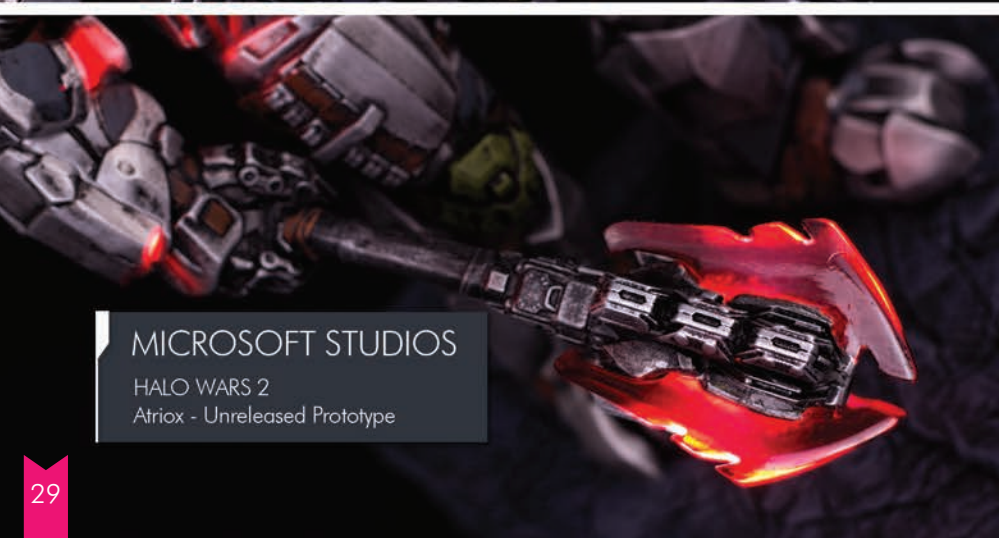 MICROSOFT STUDIOS
HALO WARS 2
Atriox - Unreleased Prototype
29